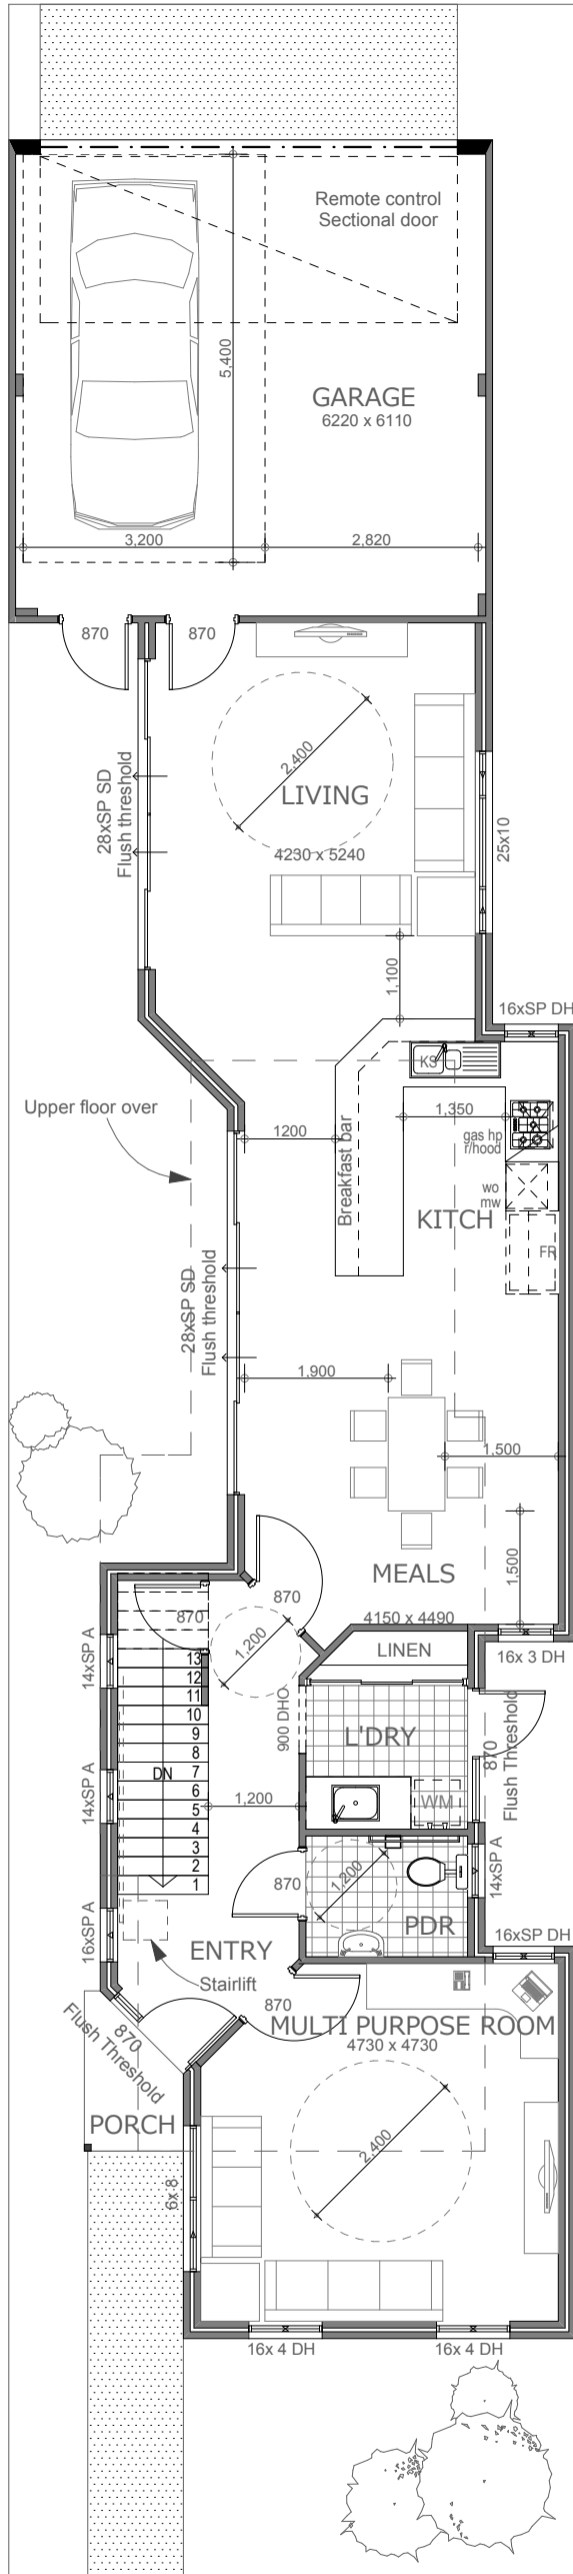 Remote control
Sectional door
5,400
GARAGE
6220 x 6110
3,200
2,820
870
870
2,400
LIVING
28xSP SD
Flush threshold
25x10
4230 x 5240
1,100
16xSP DH
KS
Upper floor over
1200
1,350
gas hp
r/hood
Breakfast bar
wo
mw
KITCH
FR
28xSP SD
Flush threshold
1,900
1,500
1,500
MEALS
870
870
4150 x 4490
1,200
14xSP A
LINEN
16x 3 DH
13
12
11
10
9
8
7
6
5
4
3
2
1
DN
900 DHO
L'DRY
870
Flush Threshold
14xSP A
1,200
WM
870
1,200
14xSP A
PDR
16xSP A
ENTRY
16xSP DH
Stairlift
870
870
Flush Threshold
MULTI PURPOSE ROOM
4730 x 4730
PORCH
2,400
6x 8
16x 4 DH
16x 4 DH